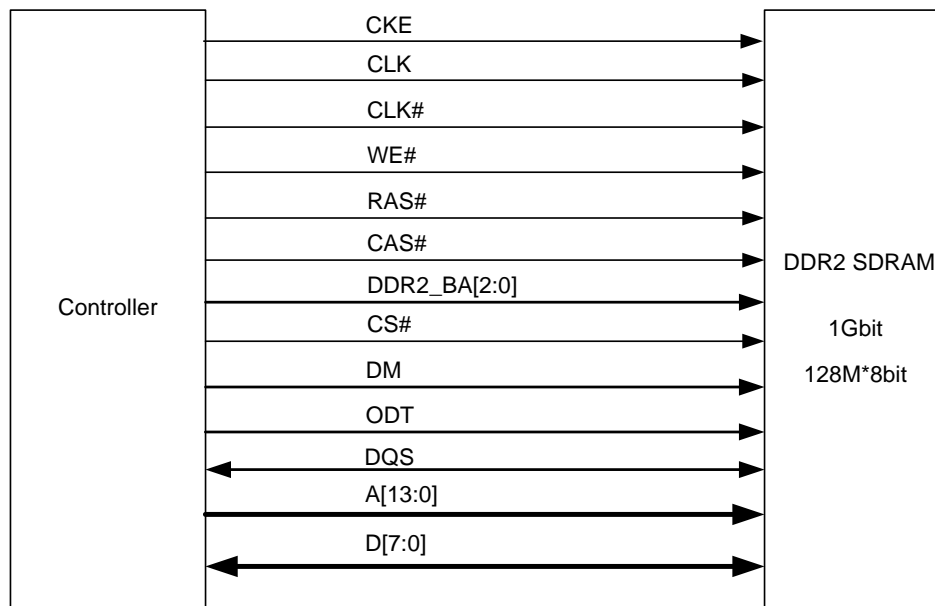 CKE
CLK
CLK#
WE#
RAS#
CAS#
DDR2_BA[2:0]
CS#
DM
ODT
DQS
A[13:0]
D[7:0]
Controller
DDR2 SDRAM
1Gbit
128M*8bit